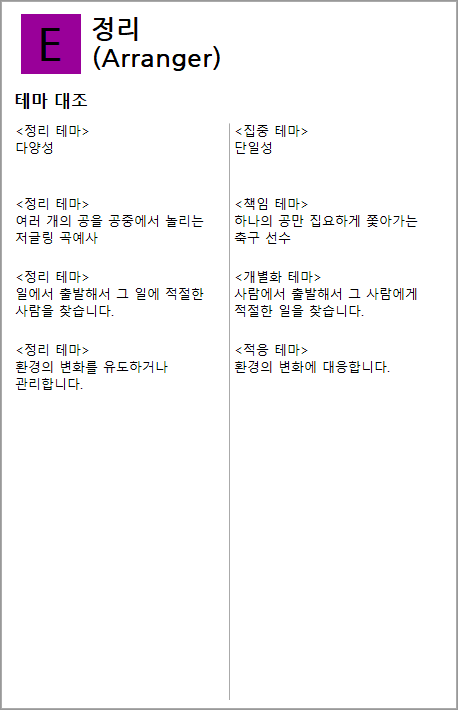 E
정리
(Arranger)
테마 대조
<정리 테마>
다양성
<집중 테마>
단일성
<정리 테마>
여러 개의 공을 공중에서 놀리는
저글링 곡예사
<책임 테마>
하나의 공만 집요하게 쫓아가는
축구 선수
<정리 테마>
일에서 출발해서 그 일에 적절한
사람을 찾습니다.
<개별화 테마>
사람에서 출발해서 그 사람에게
적절한 일을 찾습니다.
<정리 테마>
환경의 변화를 유도하거나
관리합니다.
<적응 테마>
환경의 변화에 대응합니다.